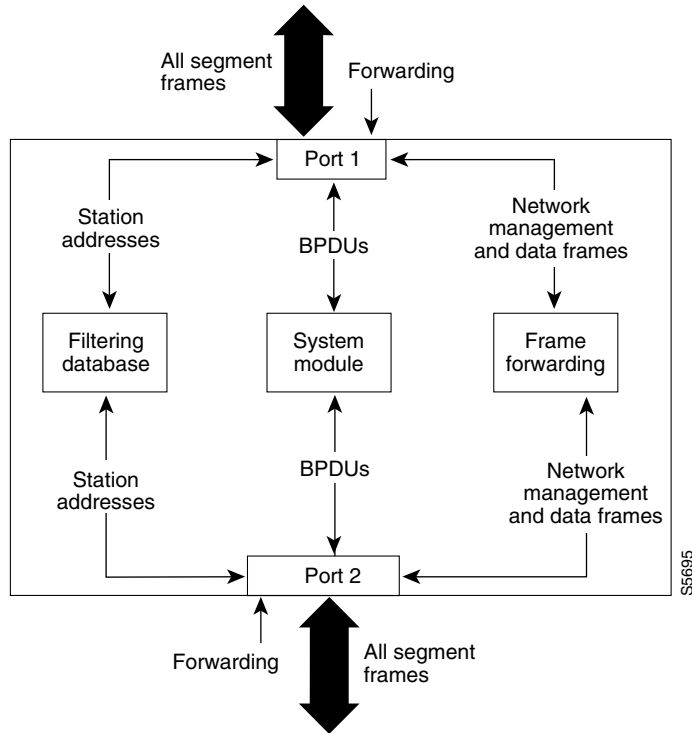 All segment
frames
Forwarding
Port 1
Station
addresses
BPDUs
Network
management
and data frames
Filtering
database
System
module
Frame
forwarding
Station
addresses
BPDUs
Network
management
and data frames
Port 2
S5695
Forwarding
All segment
frames